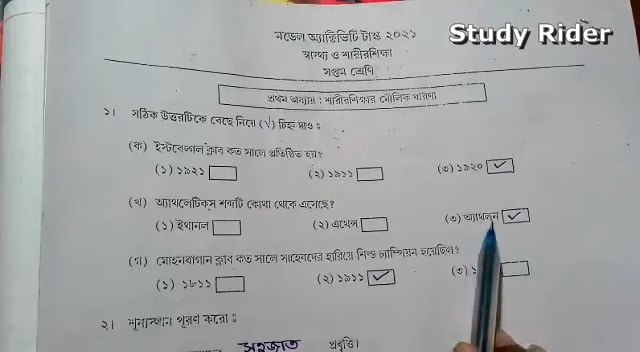 Study Rider
মডেল অ্যাক্টিভিটি টাস্ক ২০২১
স্বাস্থ্য ও শারীরশিক্ষা
সপ্তম শ্রেণি
প্রথম অধ্যায় : শারীরশিক্ষার মৌলিক ধারণা
১। সঠিক উত্তরটিকে বেছে নিয়ে (√) চিহ্ন দাও :
(ক) ইস্টবেঙ্গল ক্লাব কত সালে প্রতিষ্ঠিত হয়?
(১) ১৯২১ (২) ১৯১১ (৩) ১৯২০ ✓
(খ) অ্যাথলেটিক্স শব্দটি কোথা থেকে এসেছে?
(১) ইথানল (২) এথেন্স (৩) অ্যাথলন ✓
(গ) মোহনবাগান ক্লাব কত সালে সাহেবদের হারিয়ে শিল্ড চ্যাম্পিয়ন হয়েছিল?
(১) ১৮১১ (২) ১৯১১ ✓ (৩)
২। শূন্যস্থান পূরণ করো :
সহজাত প্রবৃত্তি।